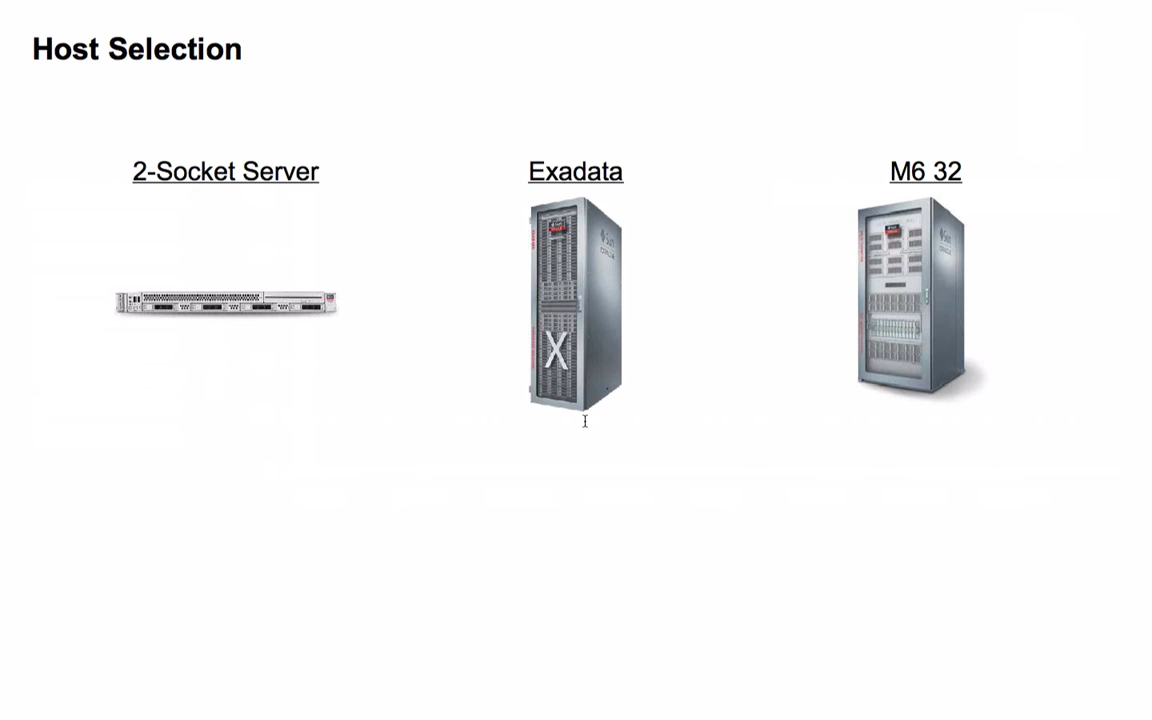 Host Selection
2-Socket Server
Exadata
M6 32
X